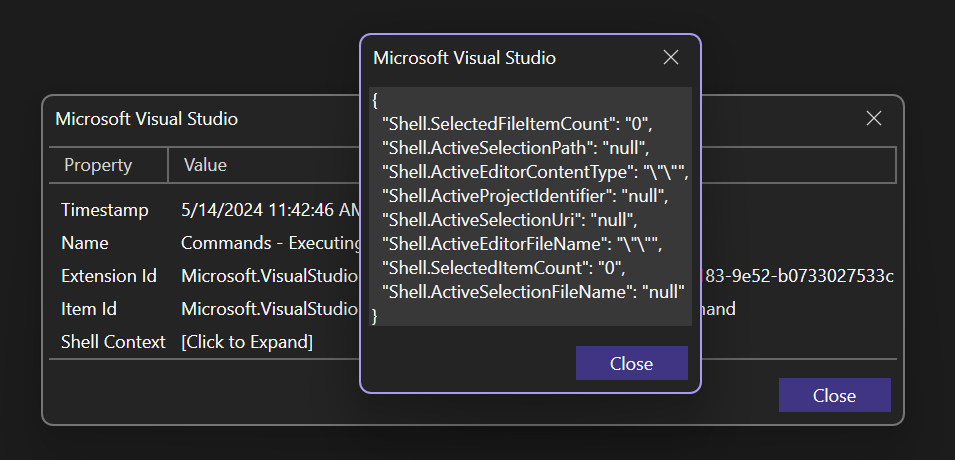 Microsoft Visual Studio
{
"Shell.SelectedFileItemCount": "0",
"Shell.ActiveSelectionPath": "null",
"Shell.ActiveEditorContentType": "\"\"",
"Shell.ActiveProjectIdentifier": "null",
"Shell.ActiveSelectionUri": "null",
"Shell.ActiveEditorFileName": "\"\"",
"Shell.SelectedItemCount": "0",
"Shell.ActiveSelectionFileName": "null"
}
Close
Microsoft Visual Studio
Property Value
Timestamp 5/14/2024 11:42:46 AM
Name Commands - Executing
Extension Id Microsoft.VisualStudio 83-9e52-b0733027533c
Item Id Microsoft.VisualStudio
Shell Context [Click to Expand]
Close